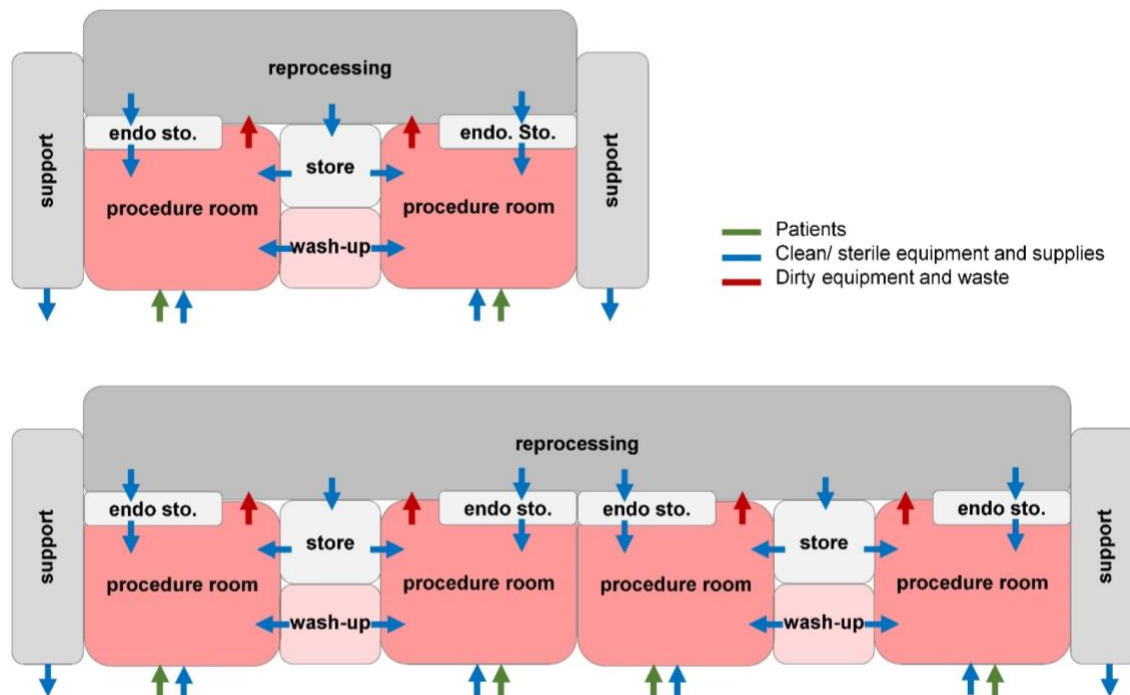 reprocessing
endo sto.
endo. Sto.
support
store
support
procedure room
procedure room
wash-up
Patients
Clean/ sterile equipment and supplies
Dirty equipment and waste
reprocessing
endo sto.
endo sto.
endo sto.
endo sto.
support
store
store
support
procedure room
procedure room
procedure room
procedure room
wash-up
wash-up